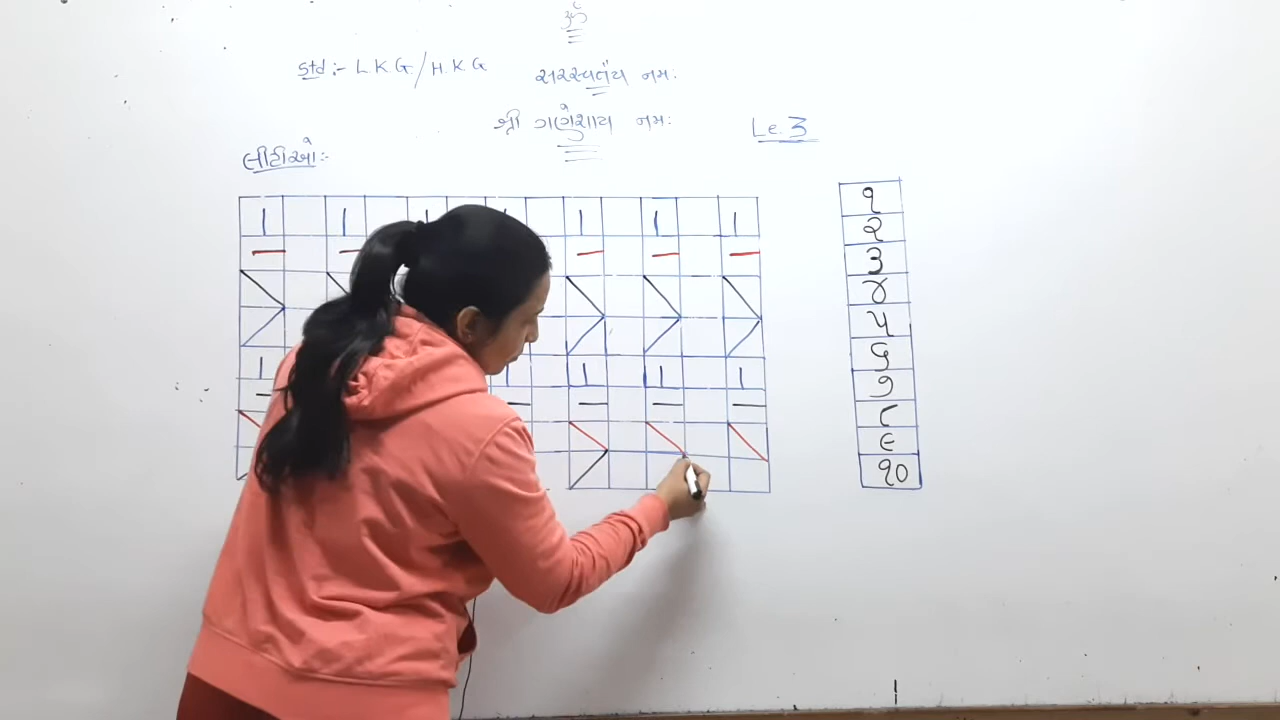 ૐ
Std :- L K G / H. K. G
સરસ્વતૈય નમઃ
શ્રી ગણેશાય નમઃ
Le. 3
લીટીઓ:-
૧
૨
૩
૪
૫
૬
૭
૮
૯
૧૦